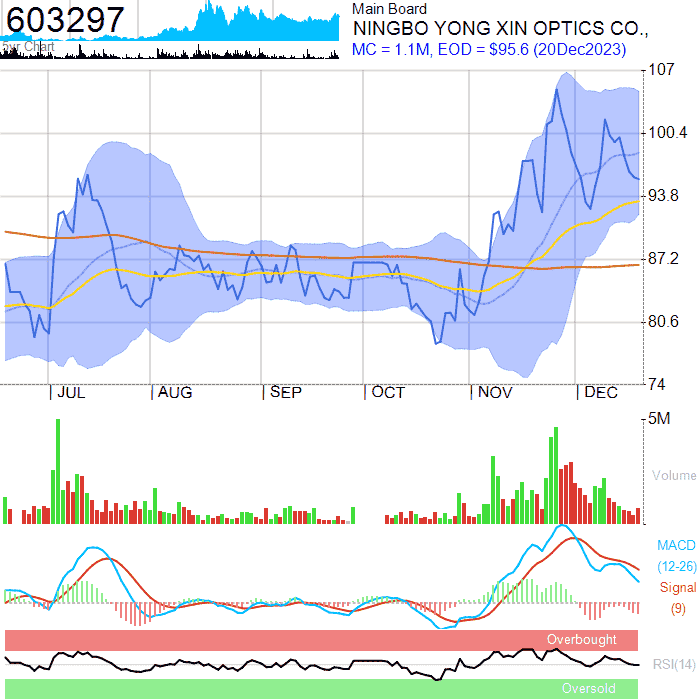 603297
5yr Chart
Main Board
NINGBO YONG XIN OPTICS CO.,
MC = 1.1M, EOD = $95.6 (20Dec2023)
107
100.4
93.8
87.2
80.6
74
JUL AUG SEP OCT NOV DEC
5M
Volume
MACD
(12-26)
Signal
(9)
Overbought
RSI(14)
Oversold